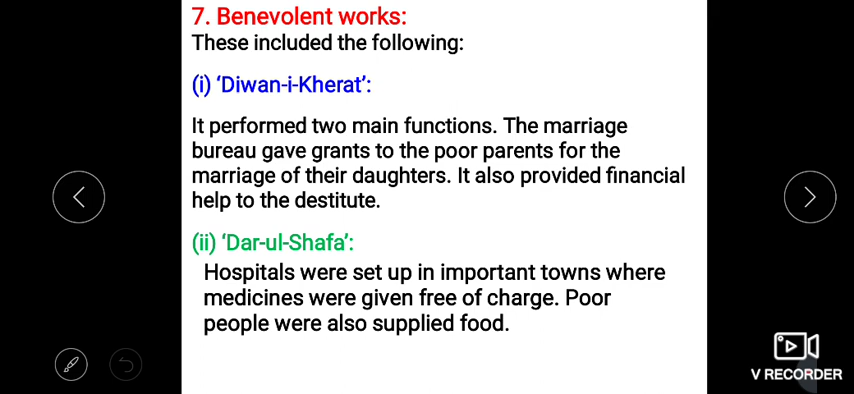 7. Benevolent works:
These included the following:
(i) ‘Diwan-i-Kherat’:
It performed two main functions. The marriage
bureau gave grants to the poor parents for the
marriage of their daughters. It also provided financial
help to the destitute.
(ii) ‘Dar-ul-Shafa’:
Hospitals were set up in important towns where
medicines were given free of charge. Poor
people were also supplied food.
V RECORDER